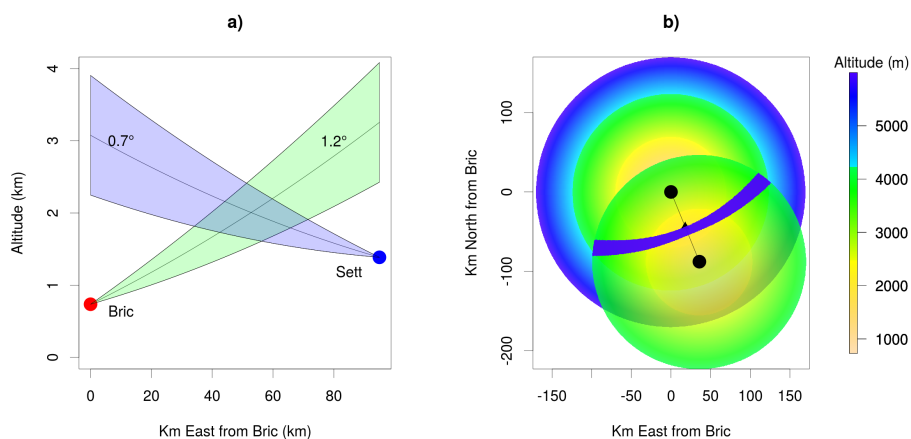 a)
Altitude (km)
4
3
2
1
0
0.7°
1.2°
Sett
Bric
0 20 40 60 80
Km East from Bric (km)
b)
Km North from Bric
100
0
-100
-200
-150 -50 0 50 100 150
Km East from Bric
Altitude (m)
5000
4000
3000
2000
1000